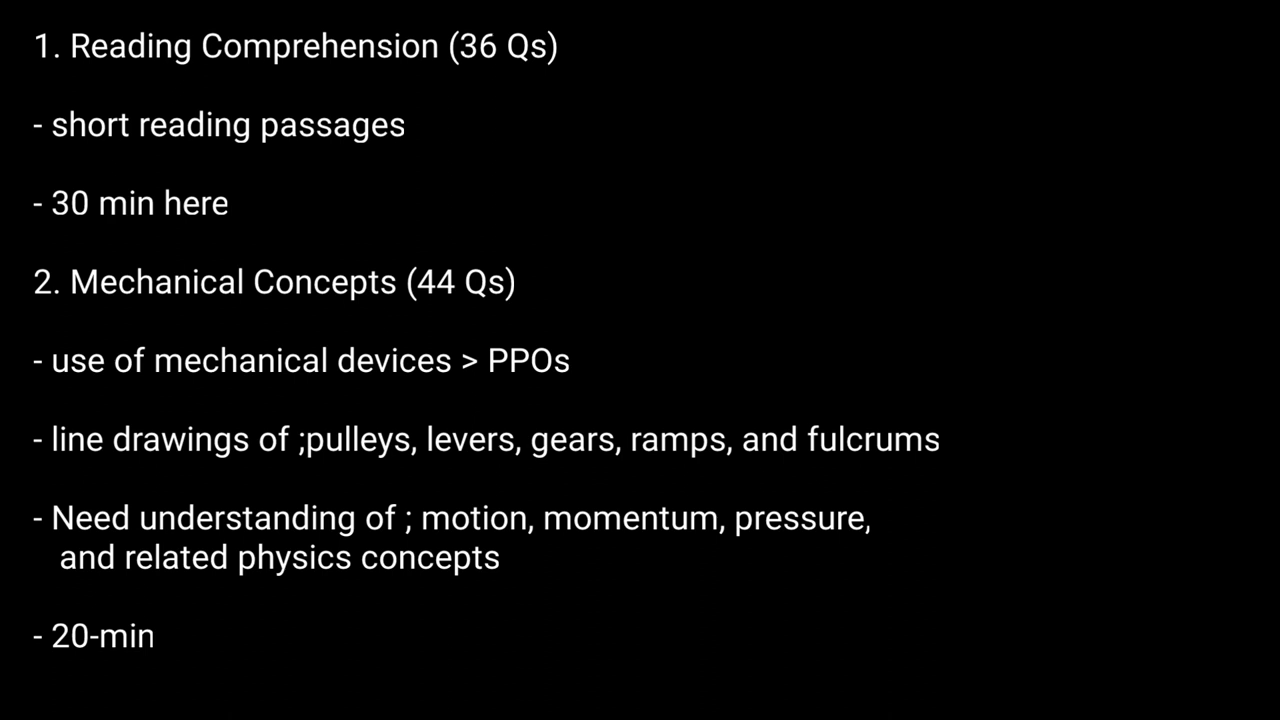 1. Reading Comprehension (36 Qs)
- short reading passages
- 30 min here
2. Mechanical Concepts (44 Qs)
- use of mechanical devices > PPOs
- line drawings of ;pulleys, levers, gears, ramps, and fulcrums
- Need understanding of ; motion, momentum, pressure,
and related physics concepts
- 20-min